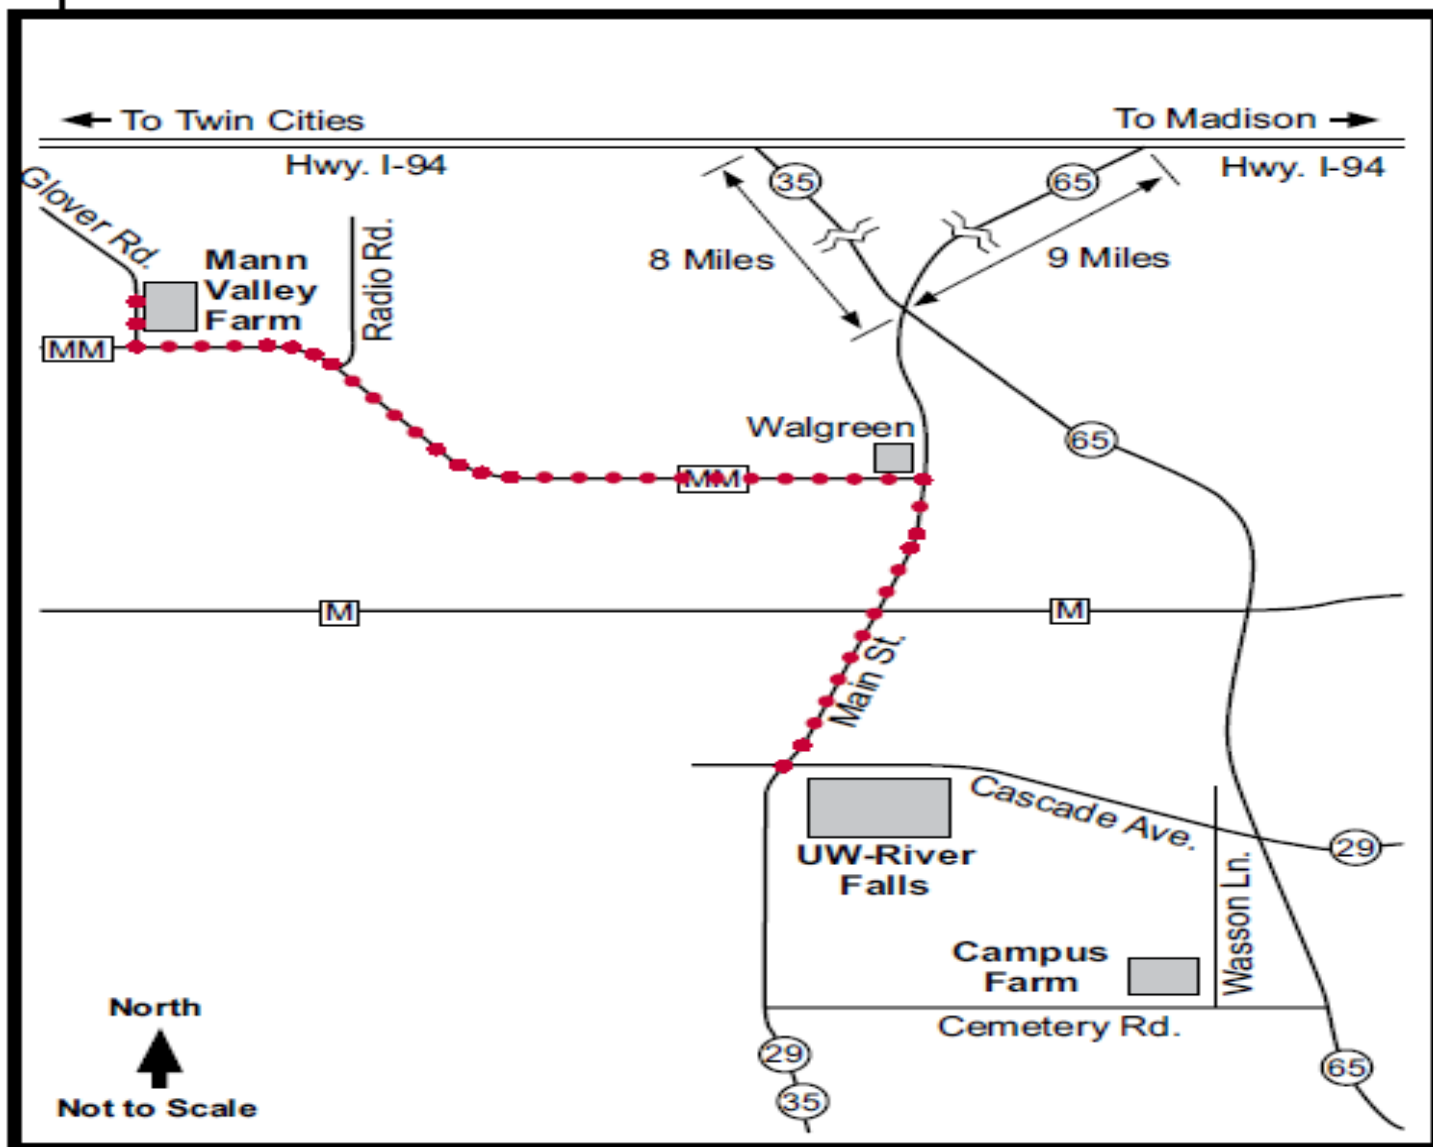 To Twin Cities
To Madison
Hwy. I-94
Hwy. I-94
Glover Rd.
35
65
Radio Rd.
Mann
Valley
Farm
8 Miles
9 Miles
MM
Walgreen
65
MM
M
M
Main St.
Cascade Ave.
29
UW-River
Falls
Wasson Ln.
Campus
Farm
North
Cemetery Rd.
29
65
35
Not to Scale